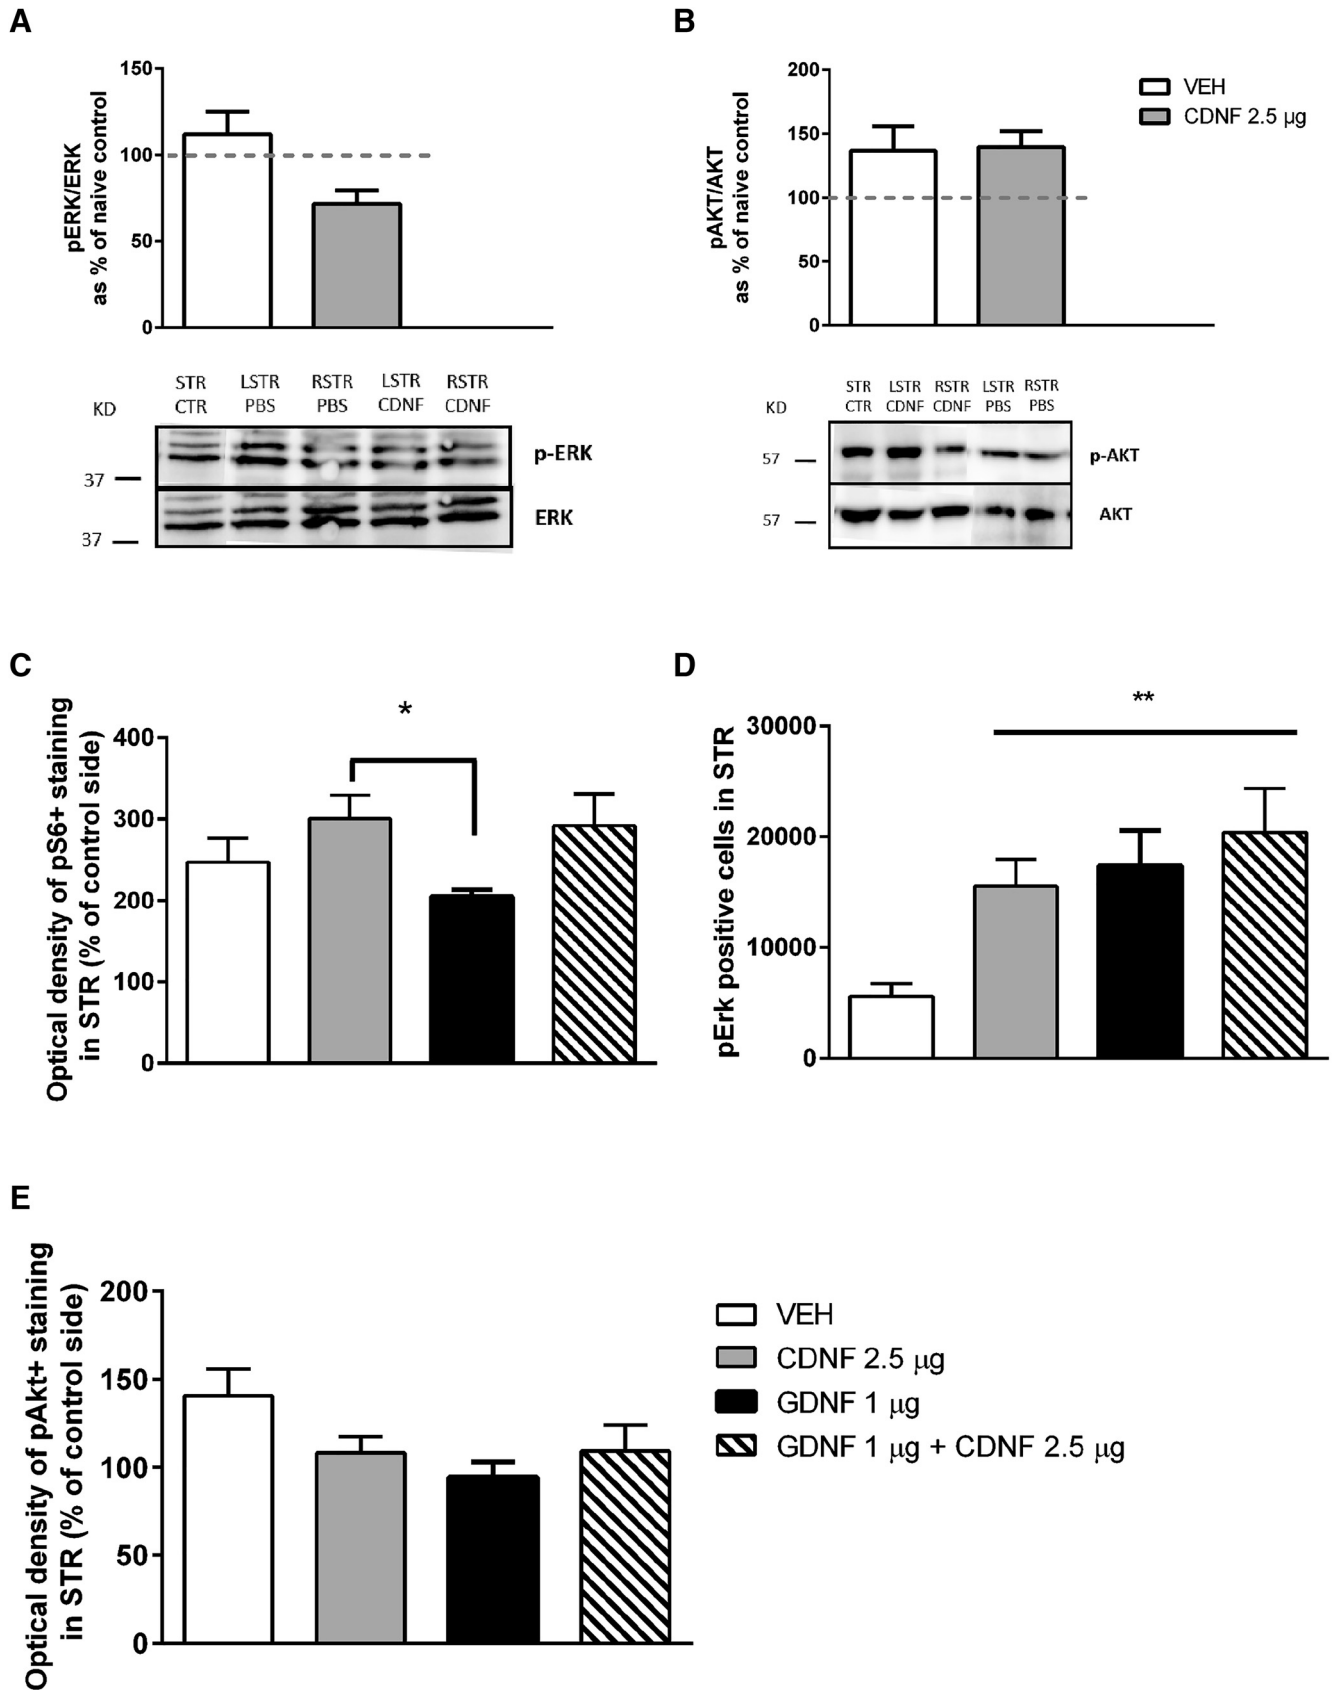 A
pERK/ERK
as % of naive control
150
100
50
0
STR LSTR RSTR LSTR RSTR
CTR PBS PBS CDNF CDNF
KD
37
p-ERK
37
ERK
B
pAKT/AKT
as % of naive control
200
150
100
50
0
VEH
CDNF 2.5 µg
STR LSTR RSTR LSTR RSTR
CTR CDNF CDNF PBS PBS
KD
57
p-AKT
57
AKT
C
Optical density of pS6+ staining
in STR (% of control side)
400
300
200
100
0
*
D
pErk positive cells in STR
30000
20000
10000
0
**
E
Optical density of pAkt+ staining
in STR (% of control side)
200
150
100
50
0
VEH
CDNF 2.5 µg
GDNF 1 µg
GDNF 1 µg + CDNF 2.5 µg